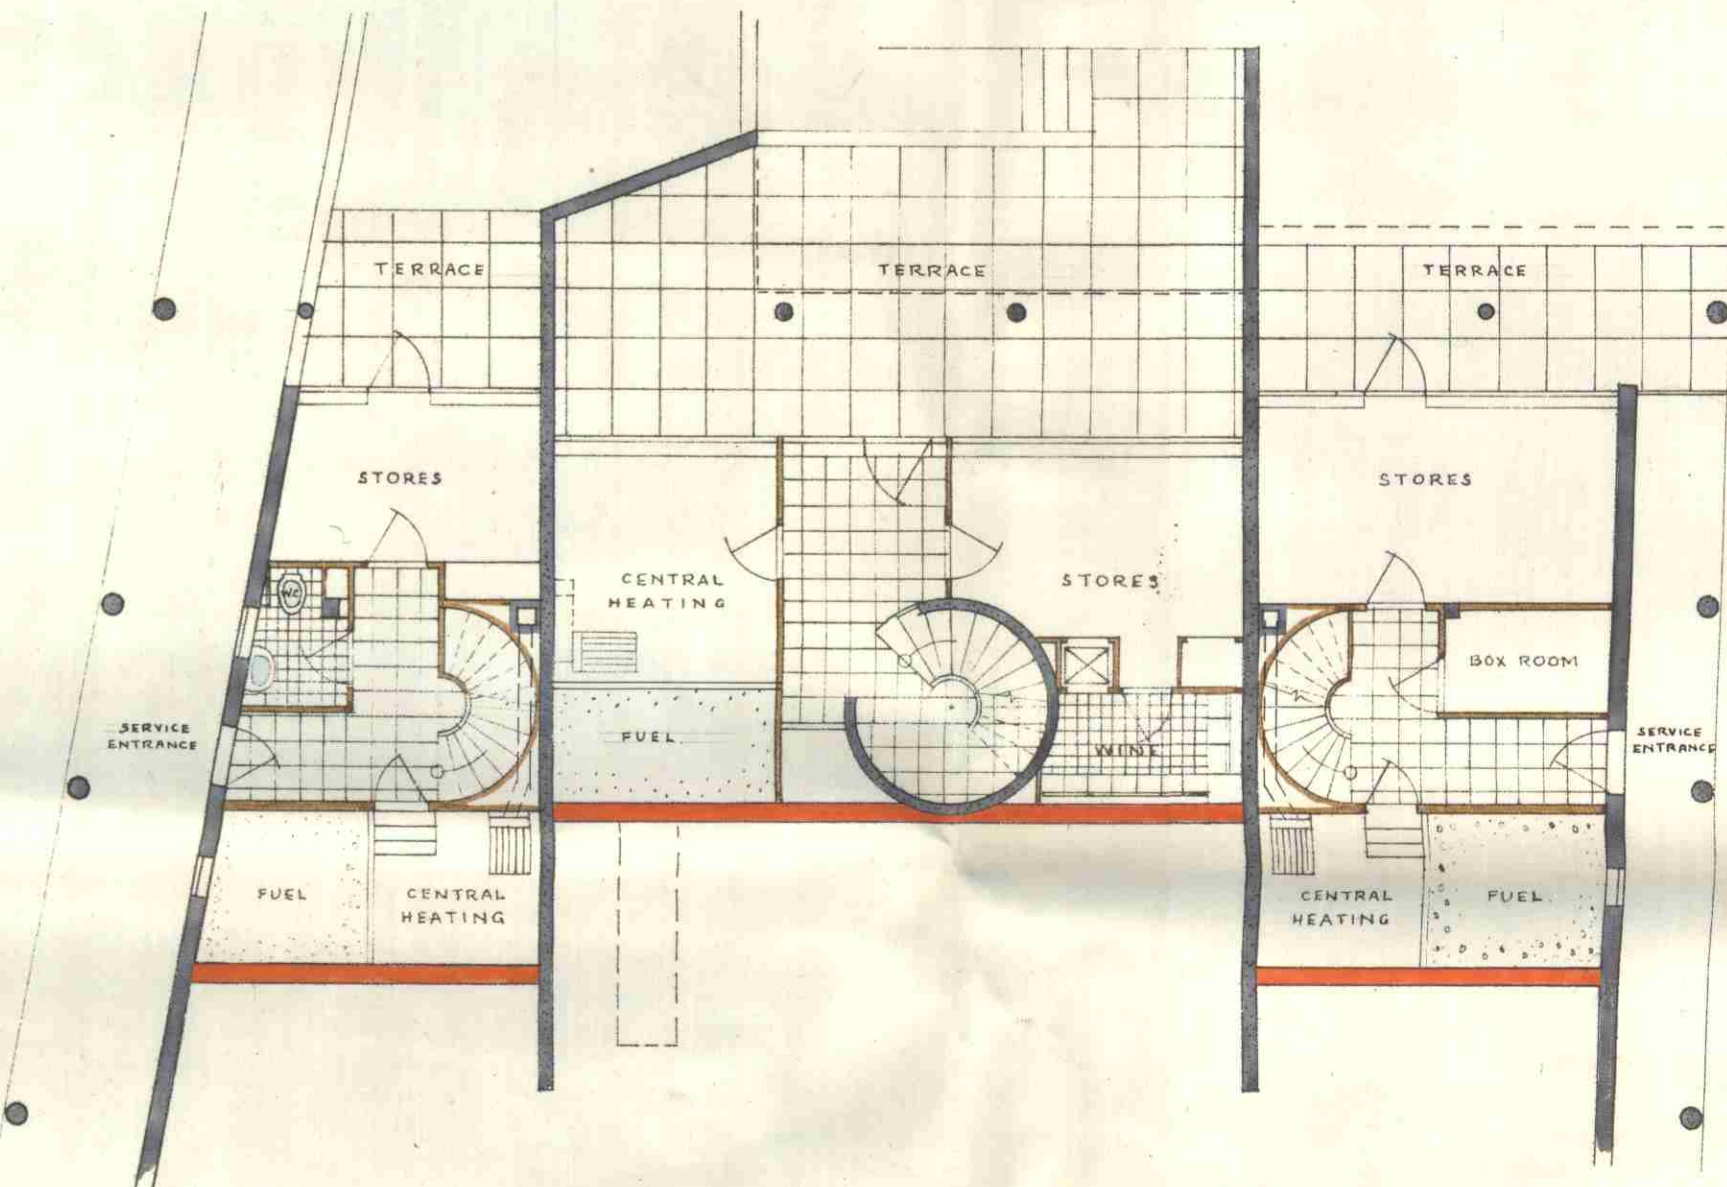 TERRACE
TERRACE
TERRACE
STORES
STORES
CENTRAL
HEATING
STORES
WC
BOX ROOM
SERVICE
ENTRANCE
FUEL
WINE
SERVICE
ENTRANCE
FUEL
CENTRAL
HEATING
CENTRAL
HEATING
FUEL